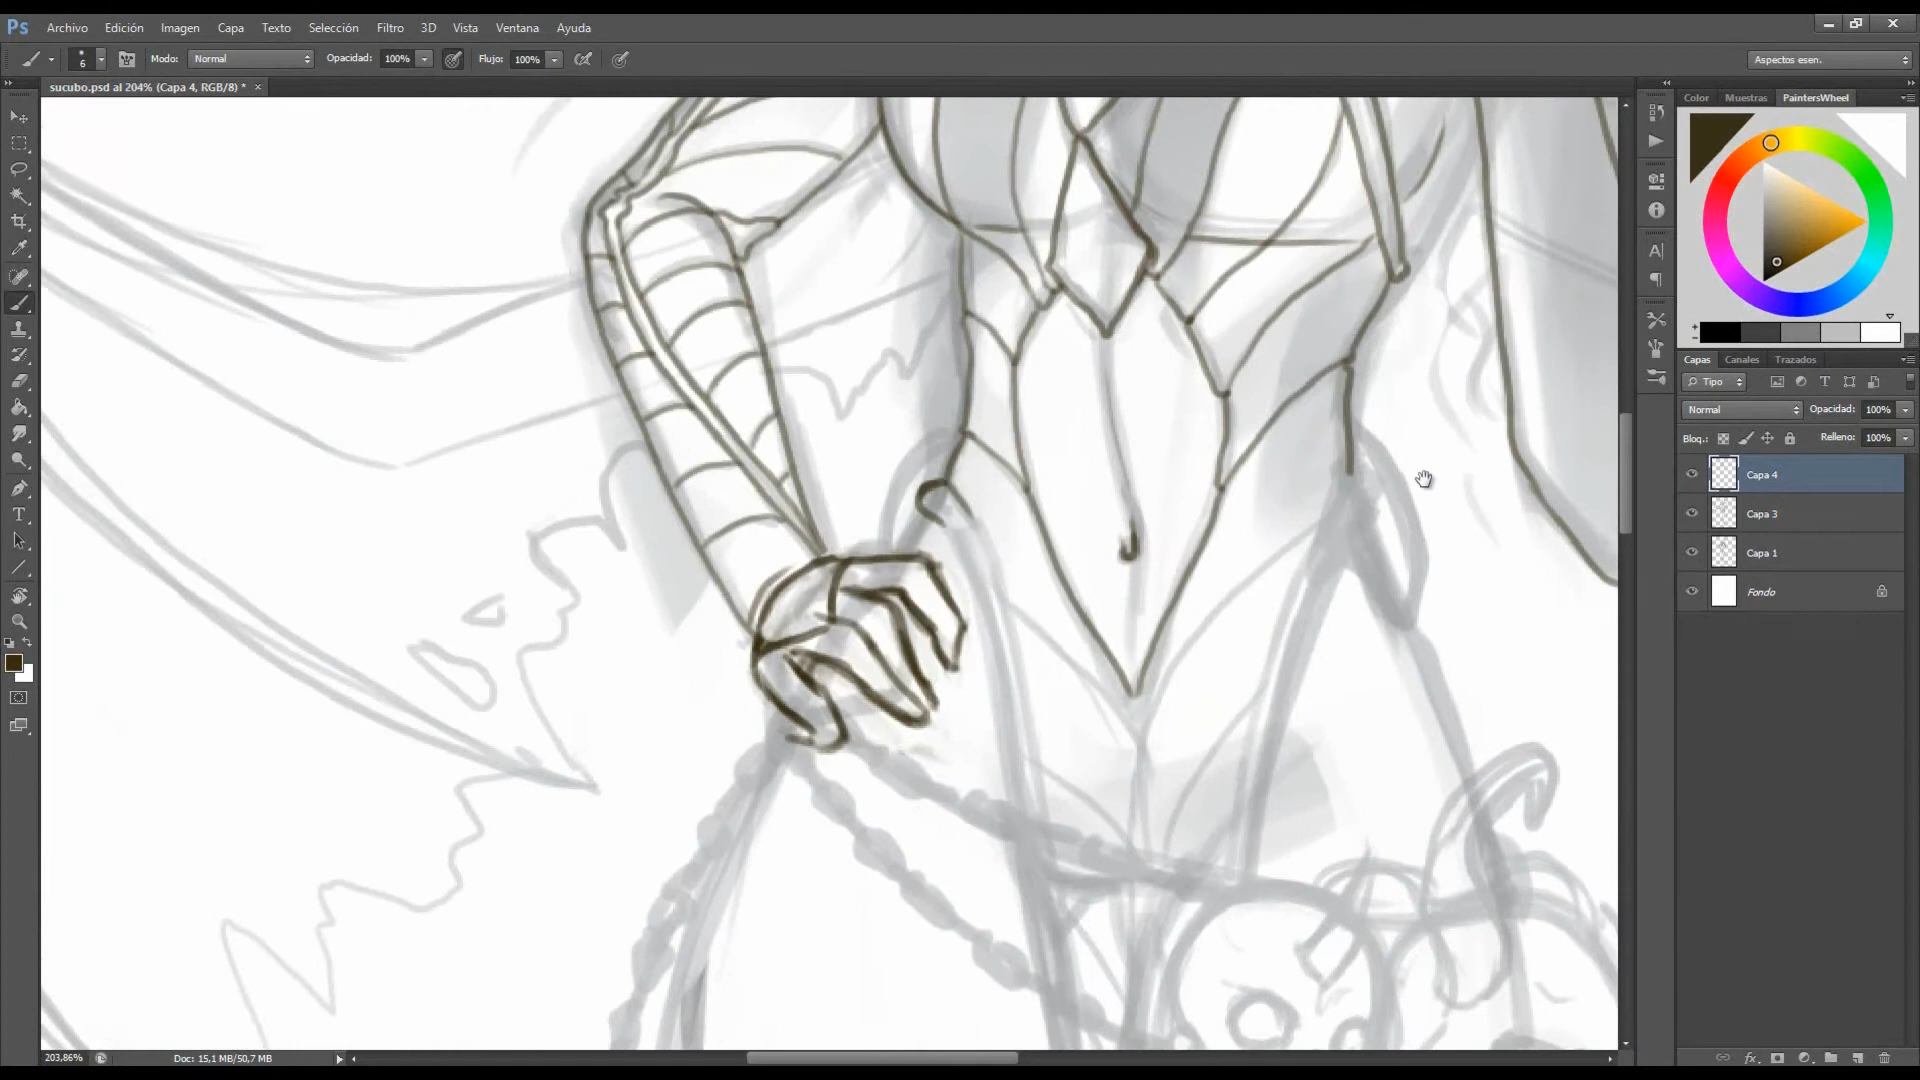 Ps Archivo Edición Imagen Capa Texto Selección Filtro 3D Vista Ventana Ayuda
6 Modo: Normal Opacidad: 100% Flujo: 100% Aspectos esen.
sucubo.psd al 204% (Capa 4, RGB/8) * ×
Color Muestras PaintersWheel
Capas Canales Trazados
Tipo
Normal Opacidad: 100%
Bloq.: Relleno: 100%
Capa 4
Capa 3
Capa 1
Fondo
203,86% Doc: 15,1 MB/50,7 MB